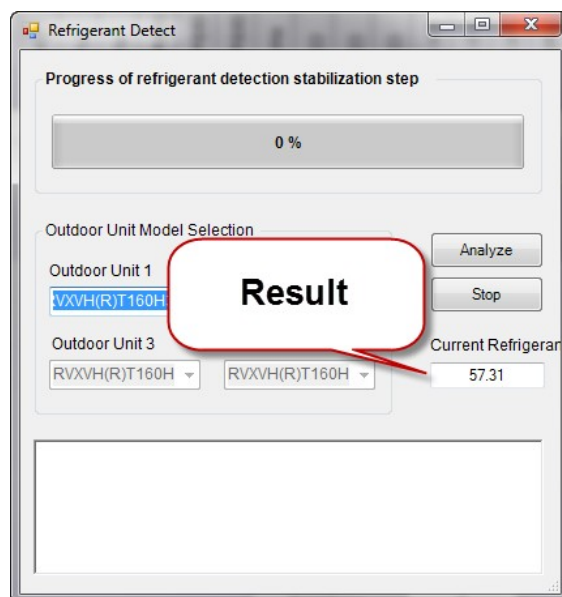 Refrigerant Detect
Progress of refrigerant detection stabilization step
0 %
Outdoor Unit Model Selection
Analyze
Outdoor Unit 1
Result
Stop
Outdoor Unit 3
Current Refrigeran
RVXVH(R)T160H
RVXVH(R)T160H
57.31